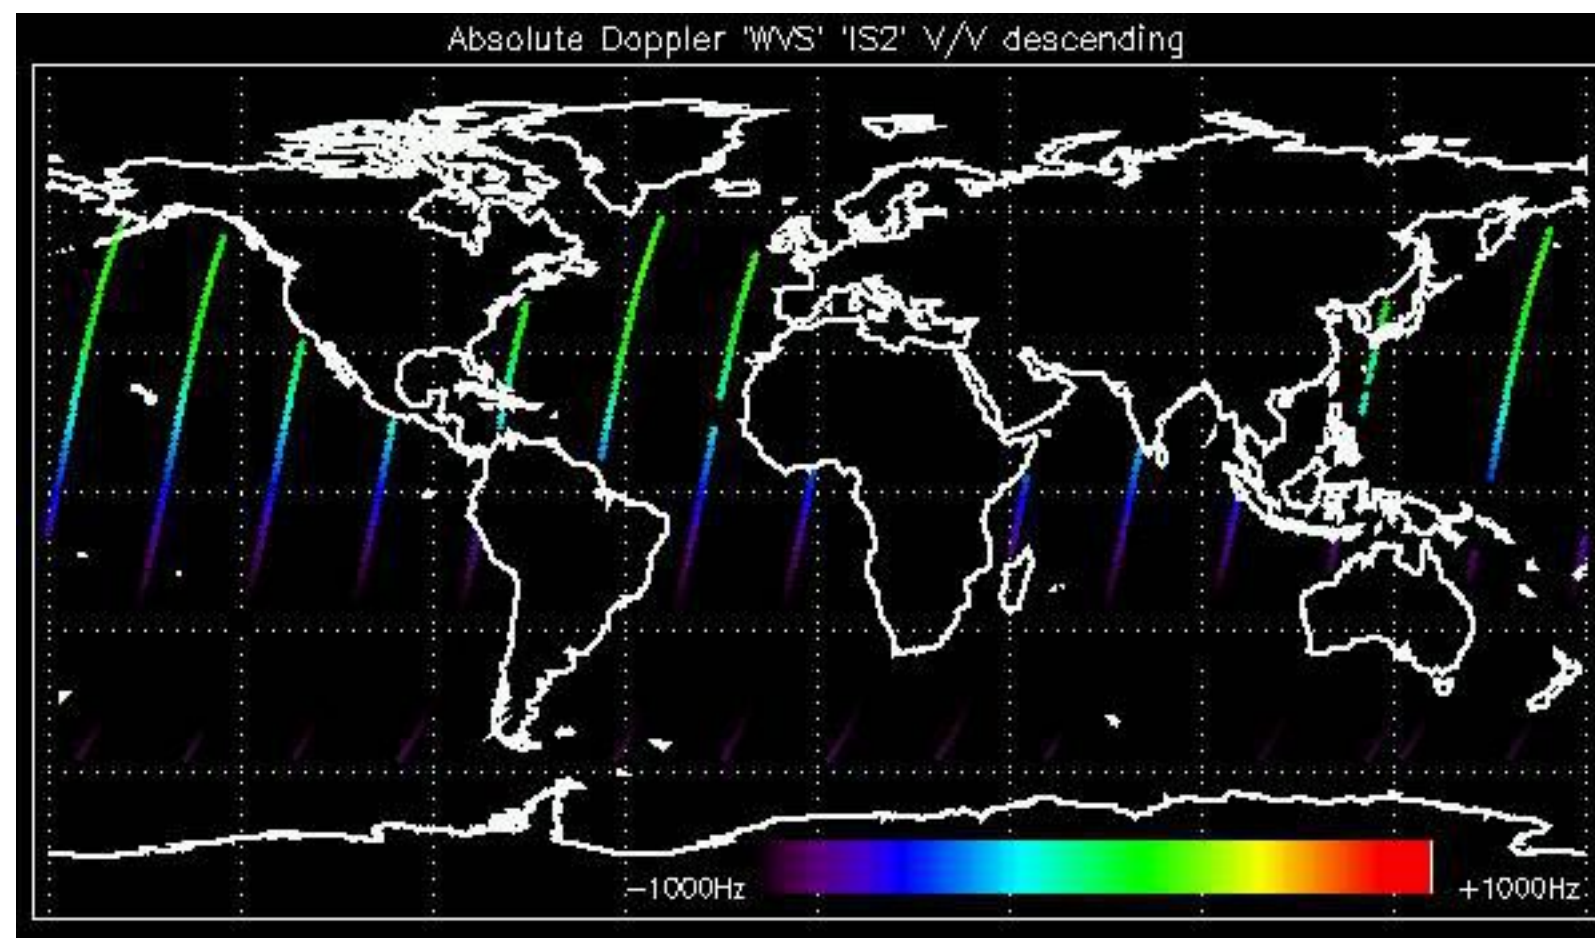 Absolute Doppler 'WVS' 'IS2' V/V descending
−1000Hz +1000Hz